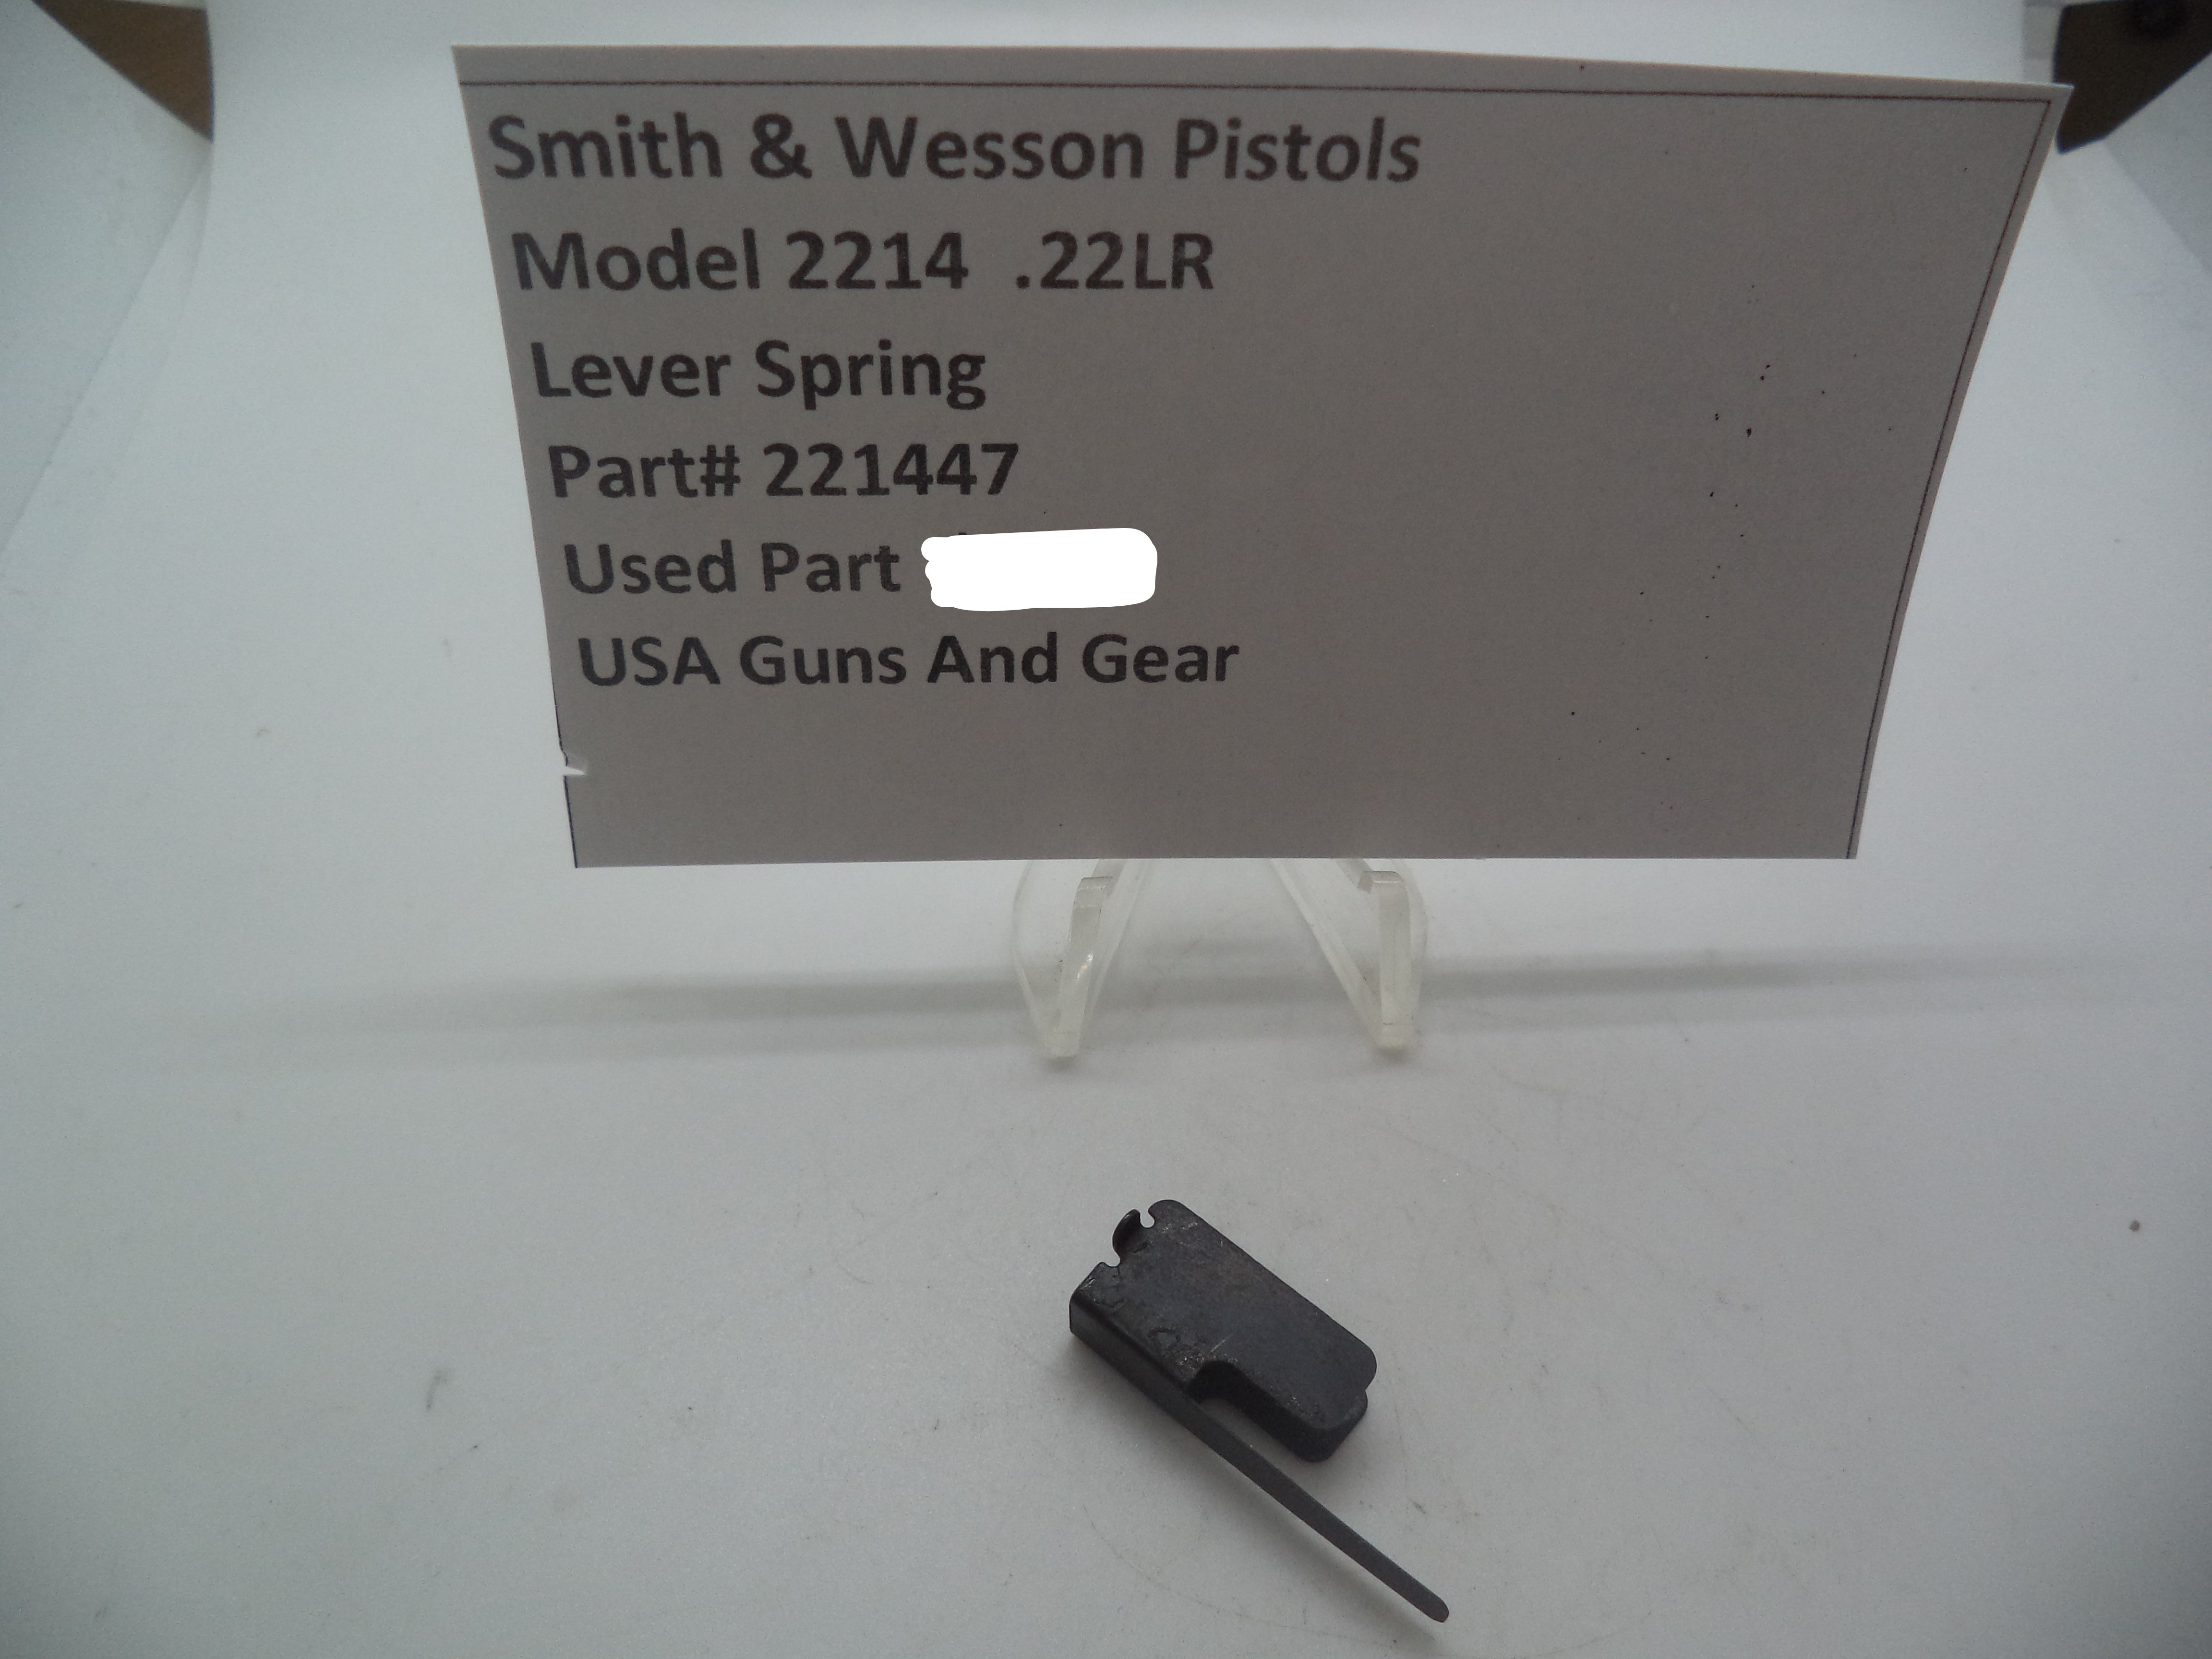 Smith & Wesson Pistols
Model 2214 .22LR
Lever Spring
Part# 221447
Used Part
USA Guns And Gear